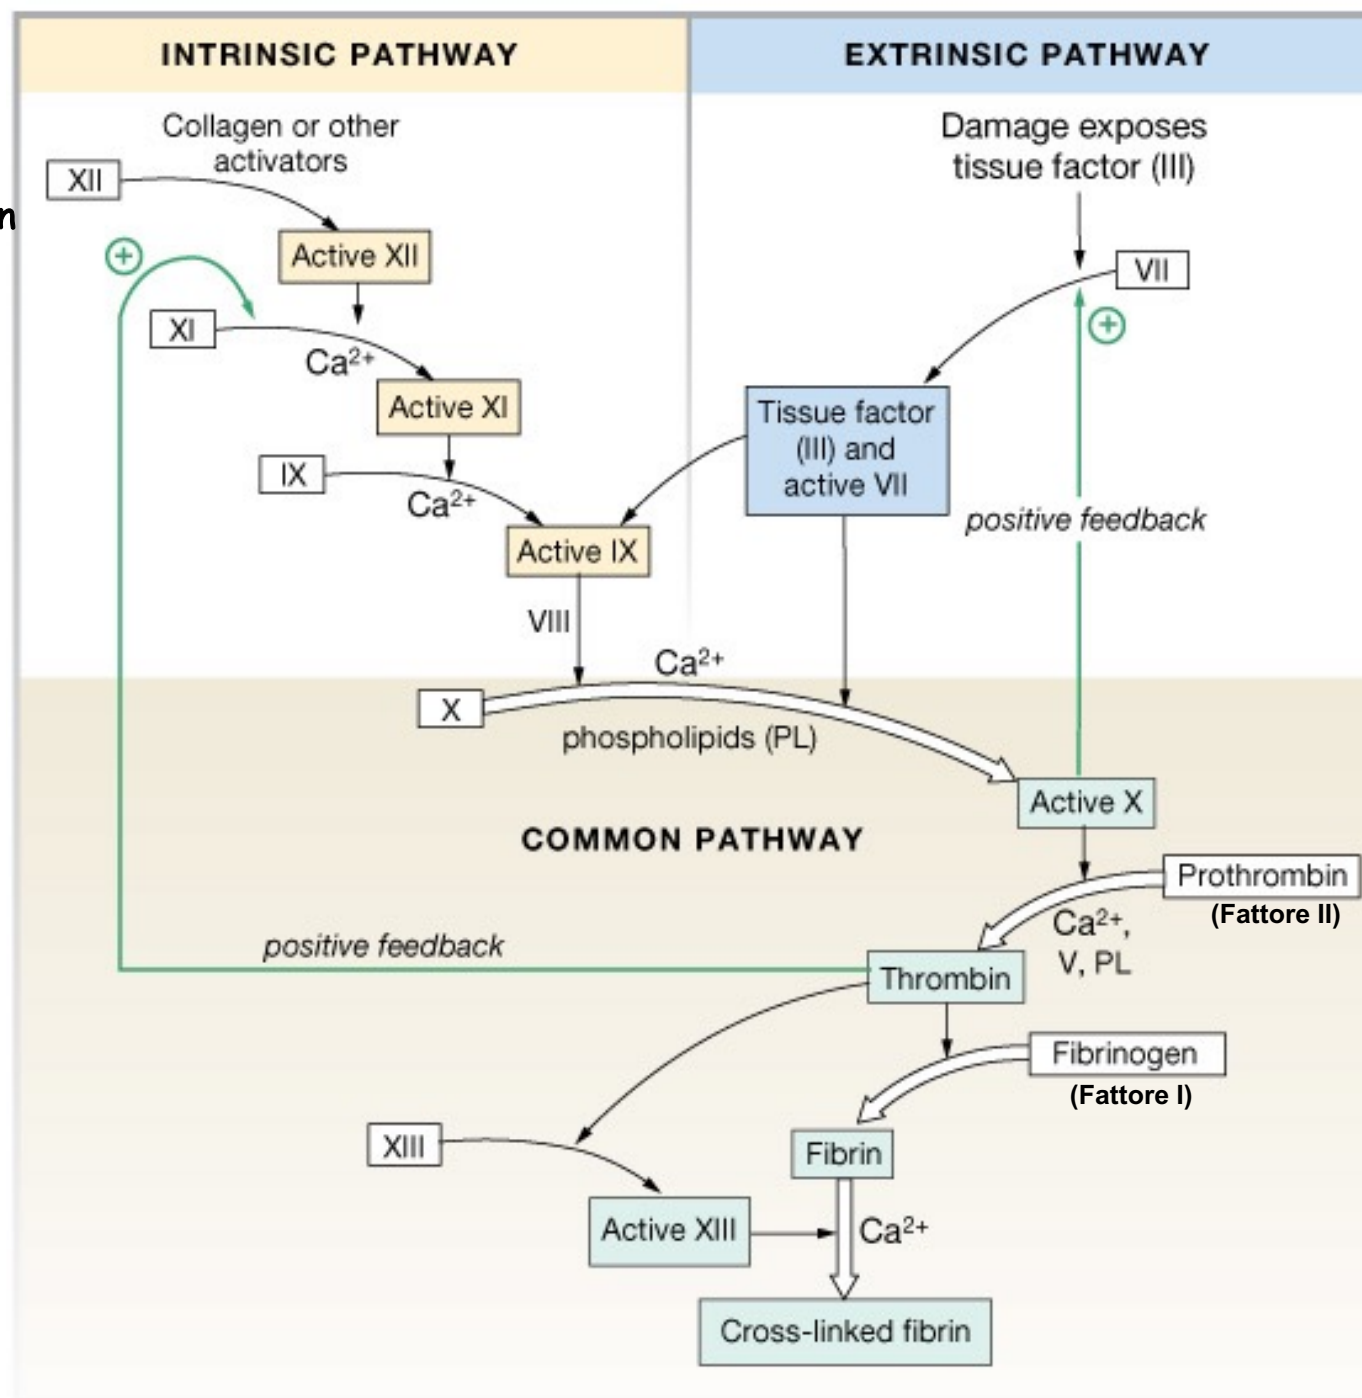 INTRINSIC PATHWAY
EXTRINSIC PATHWAY
Collagen or other
activators
XII
n
Active XII
+
XI
Ca²⁺
Active XI
IX
Ca²⁺
Active IX
VIII
Damage exposes
tissue factor (III)
VII
+
Tissue factor
(III) and
active VII
positive feedback
Ca²⁺
X
phospholipids (PL)
Active X
COMMON PATHWAY
Prothrombin
(Fattore II)
Ca²⁺,
V, PL
positive feedback
Thrombin
Fibrinogen
(Fattore I)
XIII
Fibrin
Active XIII
Ca²⁺
Cross-linked fibrin